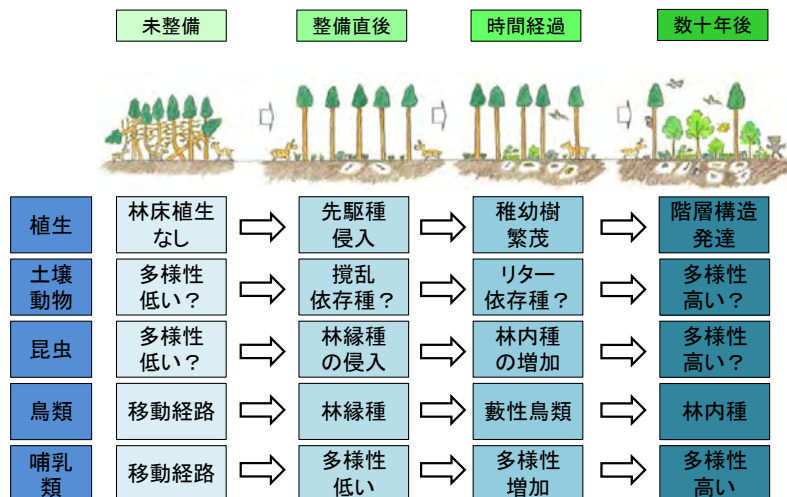 未整備
整備直後
時間経過
数十年後
植生
林床植生
なし
先駆種
侵入
稚幼樹
繁茂
階層構造
発達
土壌
動物
多様性
低い？
撹乱
依存種？
リター
依存種？
多様性
高い？
昆虫
多様性
低い？
林縁種
の侵入
林内種
の増加
多様性
高い？
鳥類
移動経路
林縁種
藪性鳥類
林内種
哺乳
類
移動経路
多様性
低い
多様性
増加
多様性
高い